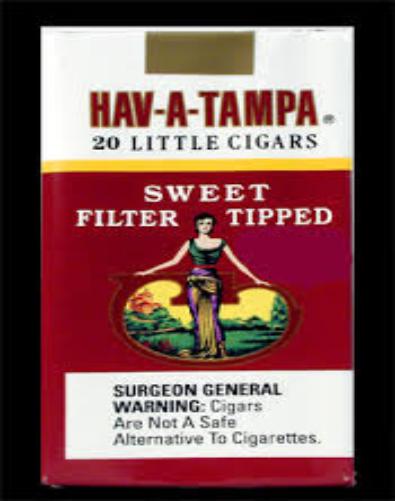 HAV-A-TAMPA®
20 LITTLE CIGARS
SWEET
FILTER TIPPED
SURGEON GENERAL
WARNING: Cigars
Are Not A Safe
Alternative To Cigarettes.